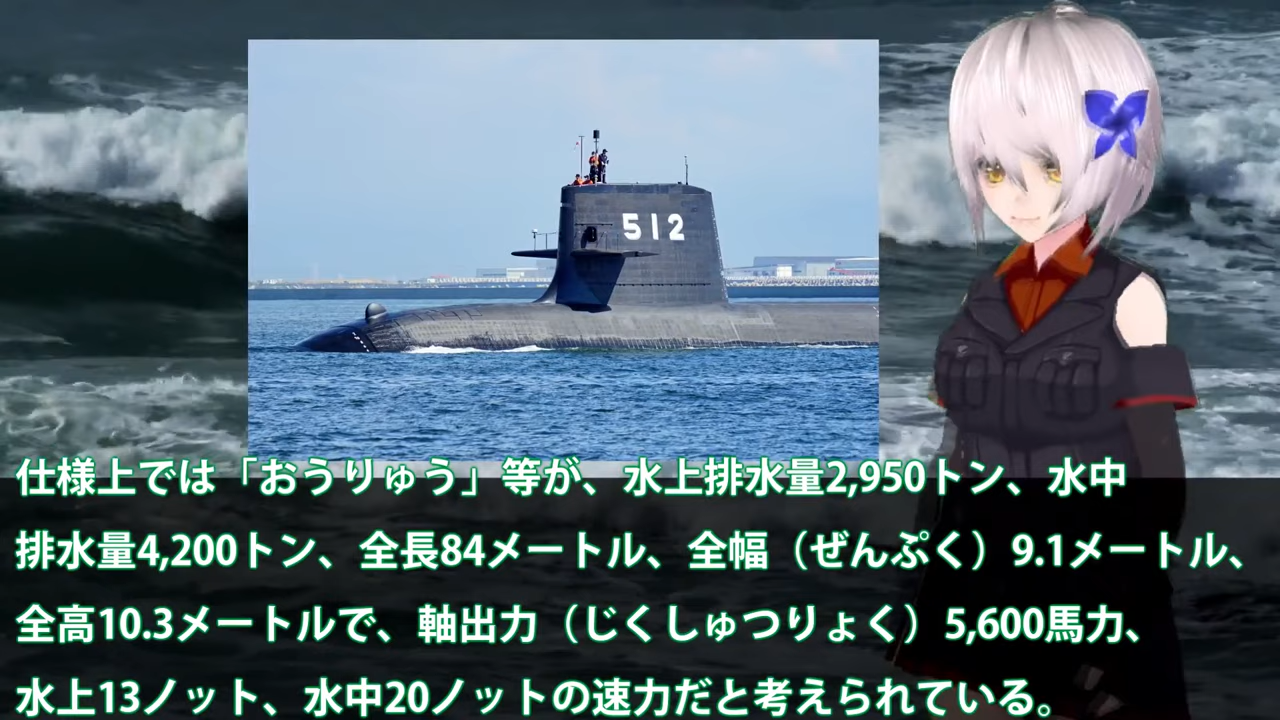 512
仕様上では「おうりゅう」等が、水上排水量2,950トン、水中
排水量4,200トン、全長84メートル、全幅（ぜんぷく）9.1メートル、
全高10.3メートルで、軸出力（じくしゅつりょく）5,600馬力、
水上13ノット、水中20ノットの速力だと考えられている。